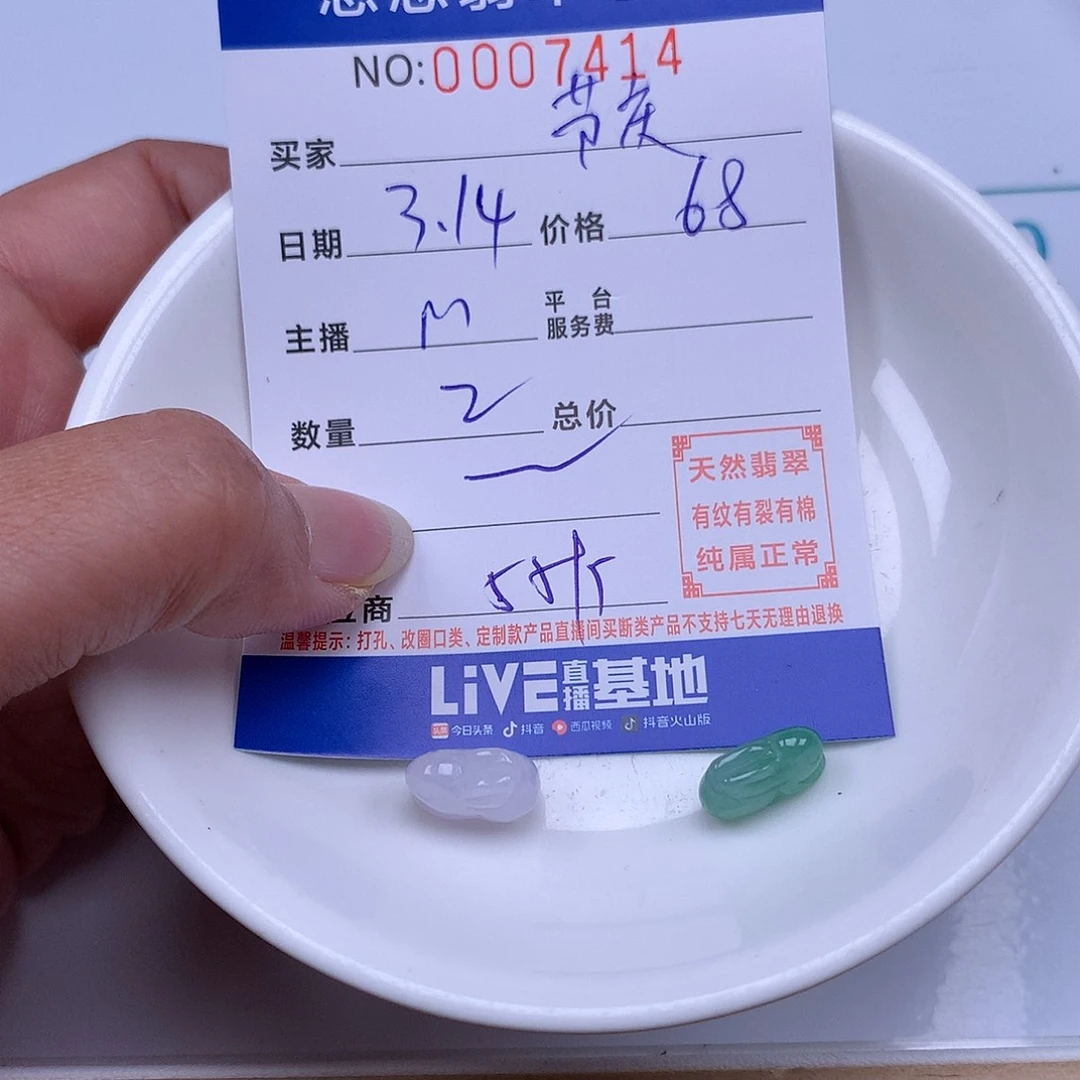 NO:0007414
买家
日期 3.14 价格 68
主播 M 平台服务费
数量 2 总价
天然翡翠
有纹有裂有棉
纯属正常
商
温馨提示：打孔、改圈口类、定制款产品直播间买断类产品不支持七天无理由退换
LiVE直播基地
头条 今日头条 抖音 西瓜视频 抖音火山版